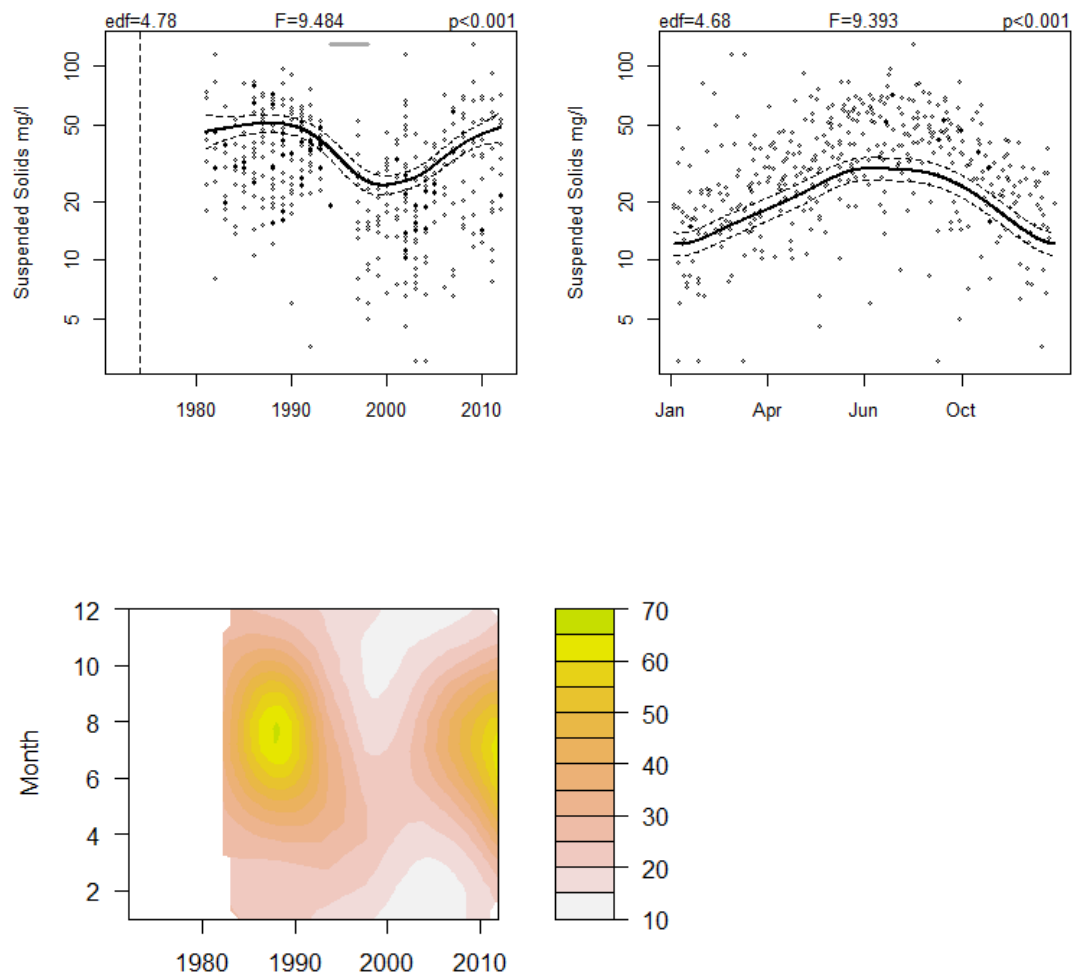 edf=4.78 F=9.484 p<0.001
Suspended Solids mg/l
100
50
20
10
5
1980 1990 2000 2010
edf=4.68 F=9.393 p<0.001
Suspended Solids mg/l
100
50
20
10
5
Jan Apr Jun Oct
Month
12
10
8
6
4
2
1980 1990 2000 2010
70
60
50
40
30
20
10